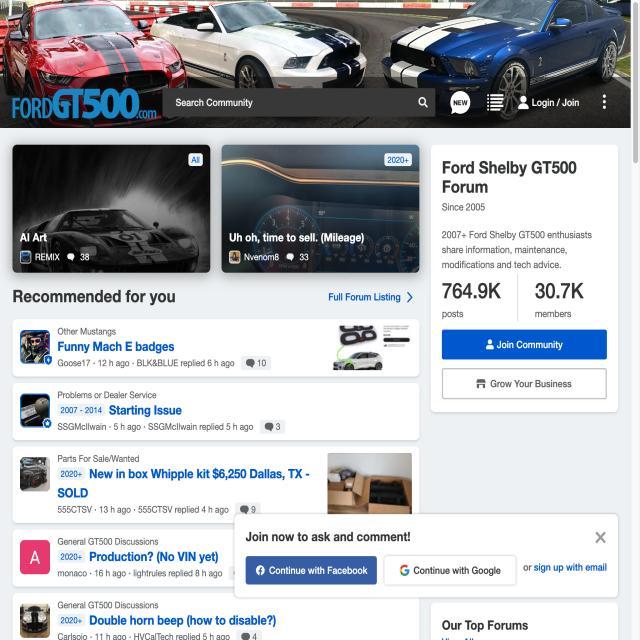 FORDGT500.com
Search Community
NEW
Login / Join
All
AI Art
REMIX 38
2020+
Uh oh, time to sell. (Mileage)
Nvenom8 33
Recommended for you
Full Forum Listing
Other Mustangs
Funny Mach E badges
Goose17 · 12 h ago · BLK&BLUE replied 6 h ago 10
Problems or Dealer Service
2007 - 2014 Starting Issue
SSGMcIlwain · 5 h ago · SSGMcIlwain replied 5 h ago 3
Parts For Sale/Wanted
2020+ New in box Whipple kit $6,250 Dallas, TX -
SOLD
555CTSV · 13 h ago · 555CTSV replied 4 h ago 9
A
General GT500 Discussions
2020+ Production? (No VIN yet)
monaco · 16 h ago · lightrules replied 8 h ago
General GT500 Discussions
2020+ Double horn beep (how to disable?)
Carlsoio · 11 h ago · HVCalTech replied 5 h ago 4
Ford Shelby GT500
Forum
Since 2005
2007+ Ford Shelby GT500 enthusiasts
share information, maintenance,
modifications and tech advice.
764.9K 30.7K
posts members
Join Community
Grow Your Business
Join now to ask and comment!
Continue with Facebook
Continue with Google
or sign up with email
Our Top Forums